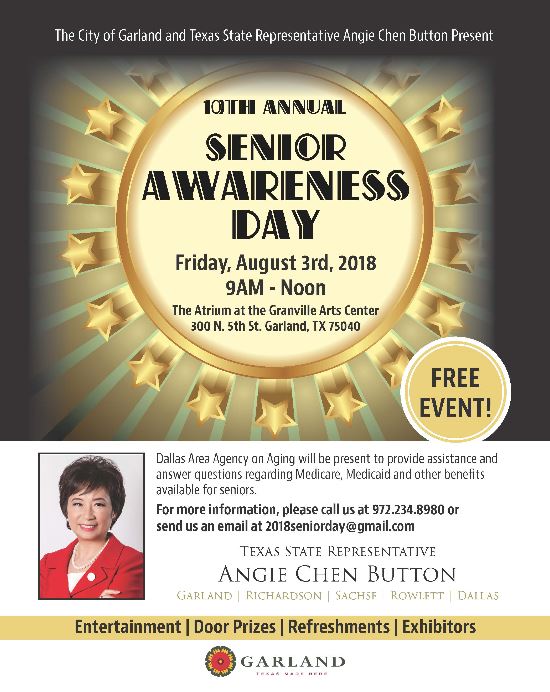 The City of Garland and Texas State Representative Angie Chen Button Present
10TH ANNUAL
SENIOR
AWARENESS
DAY
Friday, August 3rd, 2018
9AM - Noon
The Atrium at the Granville Arts Center
300 N. 5th St. Garland, TX 75040
FREE
EVENT!
Dallas Area Agency on Aging will be present to provide assistance and
answer questions regarding Medicare, Medicaid and other benefits
available for seniors.
For more information, please call us at 972.234.8980 or
send us an email at 2018seniorday@gmail.com
TEXAS STATE REPRESENTATIVE
ANGIE CHEN BUTTON
GARLAND | RICHARDSON | SACHSE | ROWLETT | DALLAS
Entertainment | Door Prizes | Refreshments | Exhibitors
GARLAND
TEXAS MADE HERE